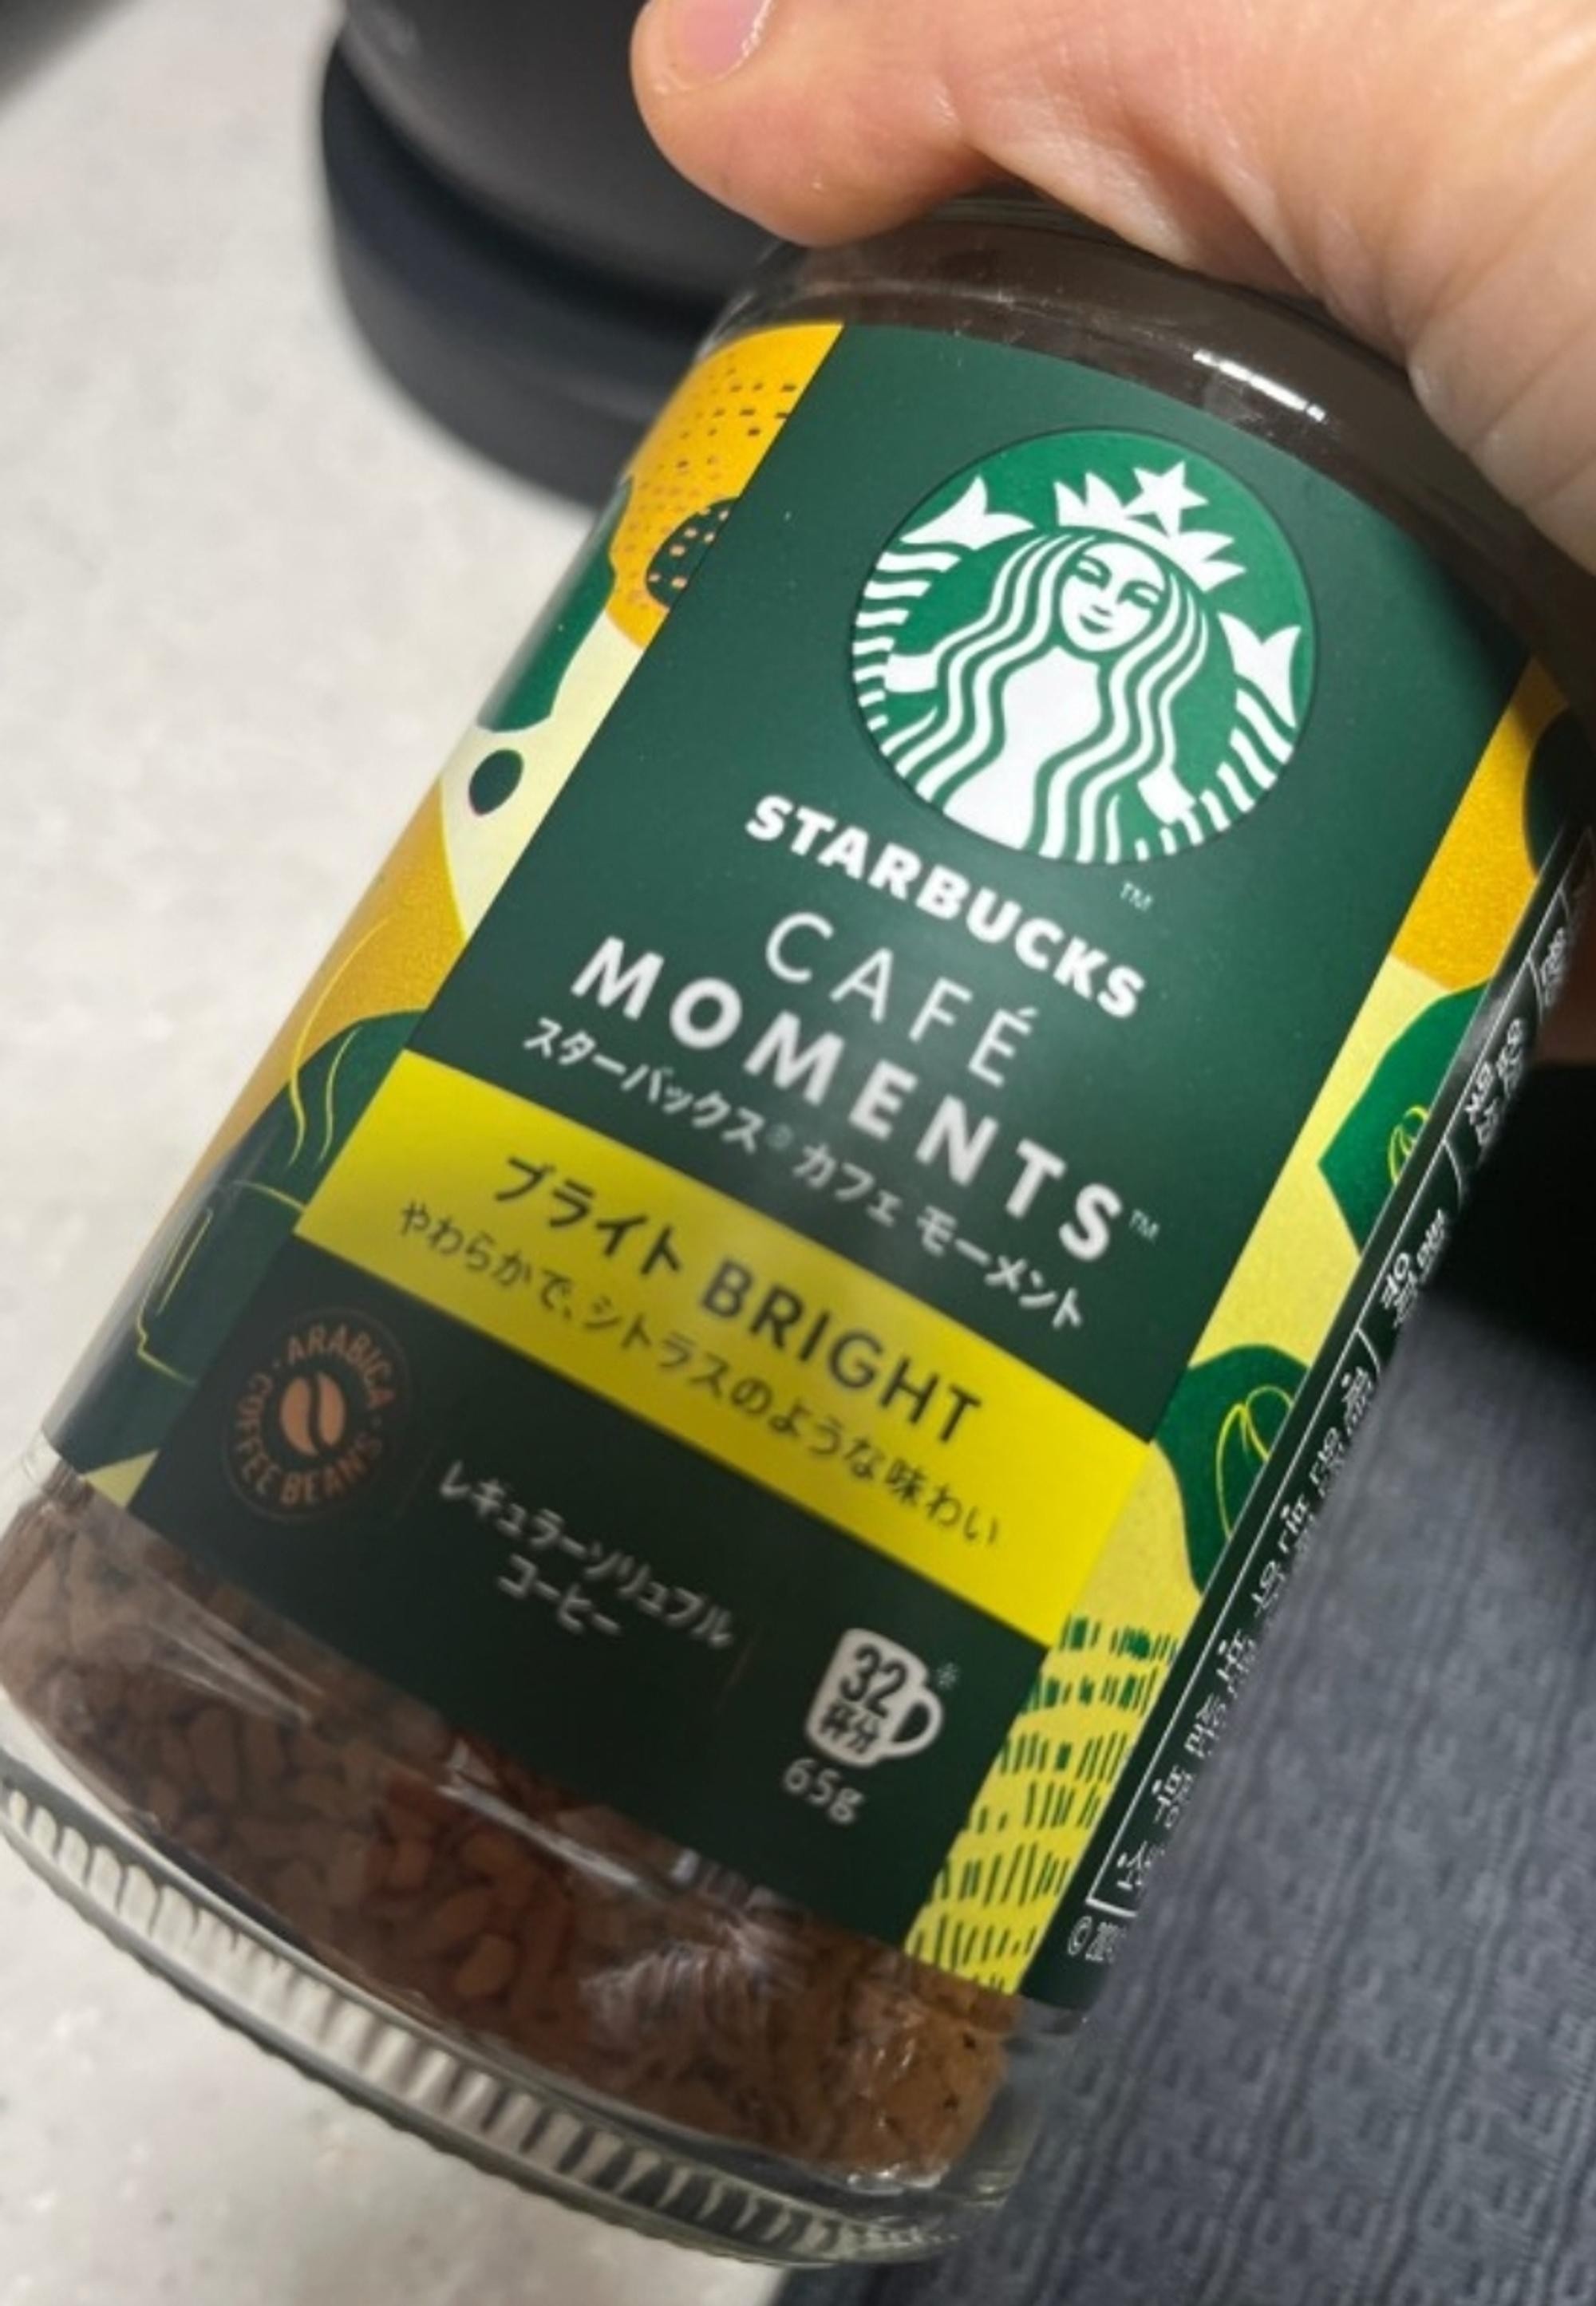 STARBUCKS
TM
CAFÉ
MOMENTS™
スターバックス® カフェ モーメント
ブライト BRIGHT
やわらかで、シトラスのような味わい
ARABICA
COFFEE BEANS
レギュラーソリュブル
コーヒー
32
杯分
※
65g